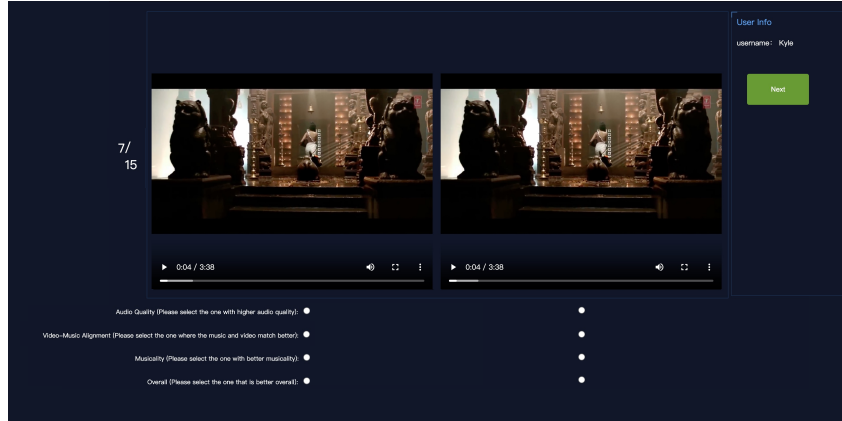 User Info
username: Kyle
Next
7/
15
0:04 / 3:38
0:04 / 3:38
Audio Quality (Please select the one with higher audio quality):
Video-Music Alignment (Please select the one where the music and video match better):
Musicality (Please select the one with better musicality):
Overall (Please select the one that is better overall):